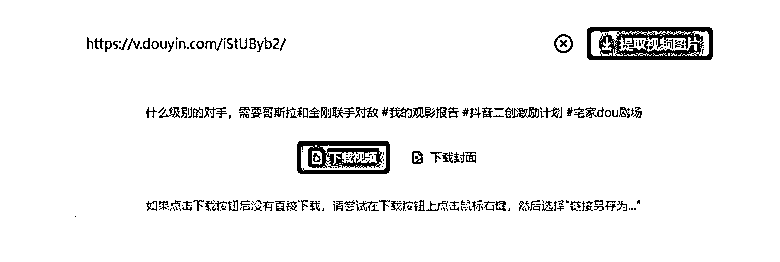 https://v.douyin.com/iStUByb2/ 提取视频图片
什么级别的对手，需要哥斯拉和金刚联手对敌 #我的观影报告 #抖音二创激励计划 #宅家dou剧场
下载视频 下载封面
如果点击下载按钮后没有直接下载，请尝试在下载按钮上点击鼠标右键，然后选择“链接另存为...”